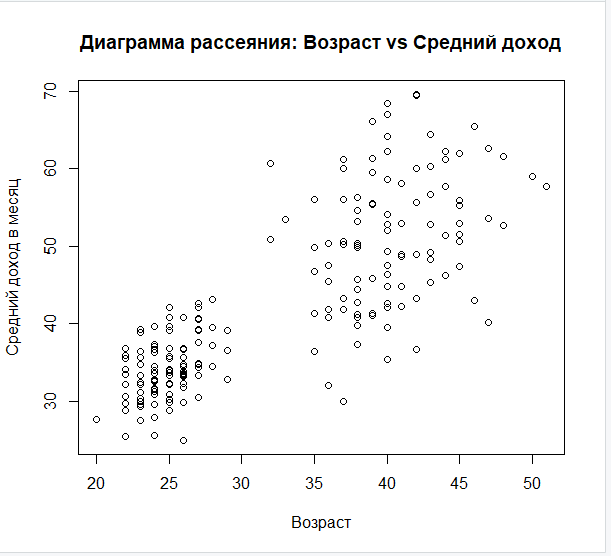 Диаграмма рассеяния: Возраст vs Средний доход
70
60
50
40
30
Средний доход в месяц
20 25 30 35 40 45 50
Возраст